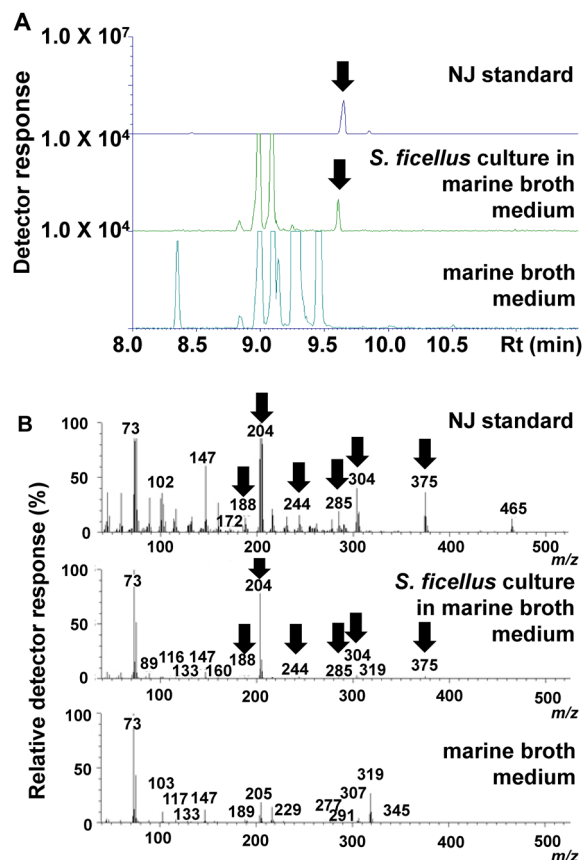 A
1.0 X 10⁷
NJ standard
1.0 X 10⁴
S. ficellus culture in
marine broth
medium
1.0 X 10⁴
marine broth
medium
Detector response
8.0 8.5 9.0 9.5 10.0 10.5 Rt (min)
B
100
50
0
73 102 147 172 188 204 244 285 304 375 465
NJ standard
100 200 300 400 500
m/z
100
50
0
73 89 116 133 147 160 188 204 244 285 304 319 375
S. ficellus culture
in marine broth
medium
100 200 300 400 500
m/z
100
50
0
73 103 117 133 147 189 205 229 277 291 307 319 345
marine broth
medium
100 200 300 400 500
m/z
Relative detector response (%)